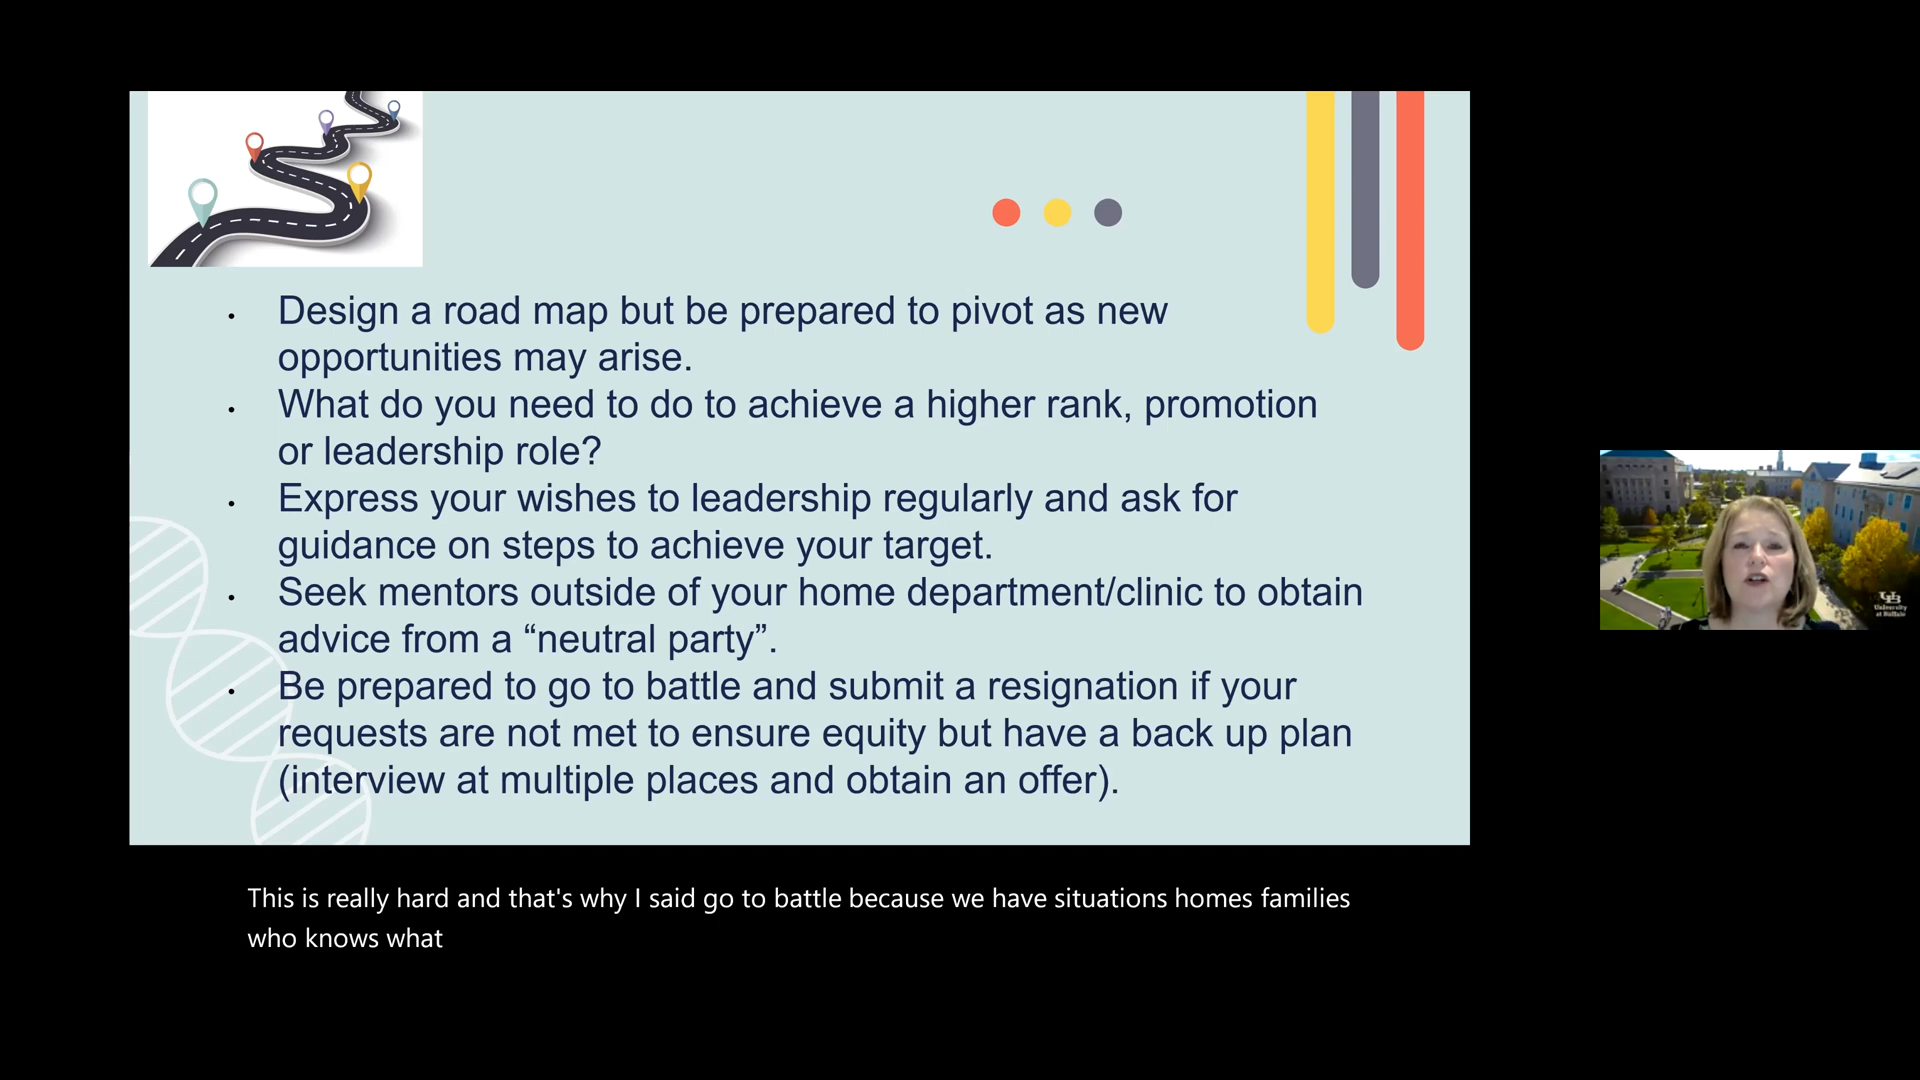 • Design a road map but be prepared to pivot as new
opportunities may arise.
• What do you need to do to achieve a higher rank, promotion
or leadership role?
• Express your wishes to leadership regularly and ask for
guidance on steps to achieve your target.
• Seek mentors outside of your home department/clinic to obtain
advice from a “neutral party”.
• Be prepared to go to battle and submit a resignation if your
requests are not met to ensure equity but have a back up plan
(interview at multiple places and obtain an offer).
UB
University
at Buffalo
This is really hard and that's why I said go to battle because we have situations homes families
who knows what